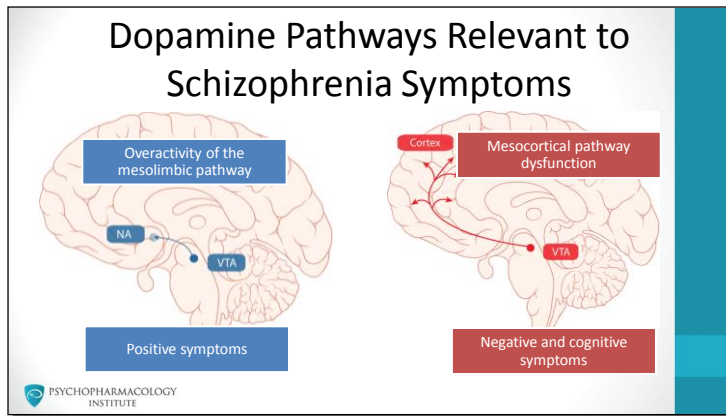 Dopamine Pathways Relevant to
Schizophrenia Symptoms
Overactivity of the
mesolimbic pathway
NA
VTA
Positive symptoms
Cortex
Mesocortical pathway
dysfunction
VTA
Negative and cognitive
symptoms
PSYCHOPHARMACOLOGY
INSTITUTE